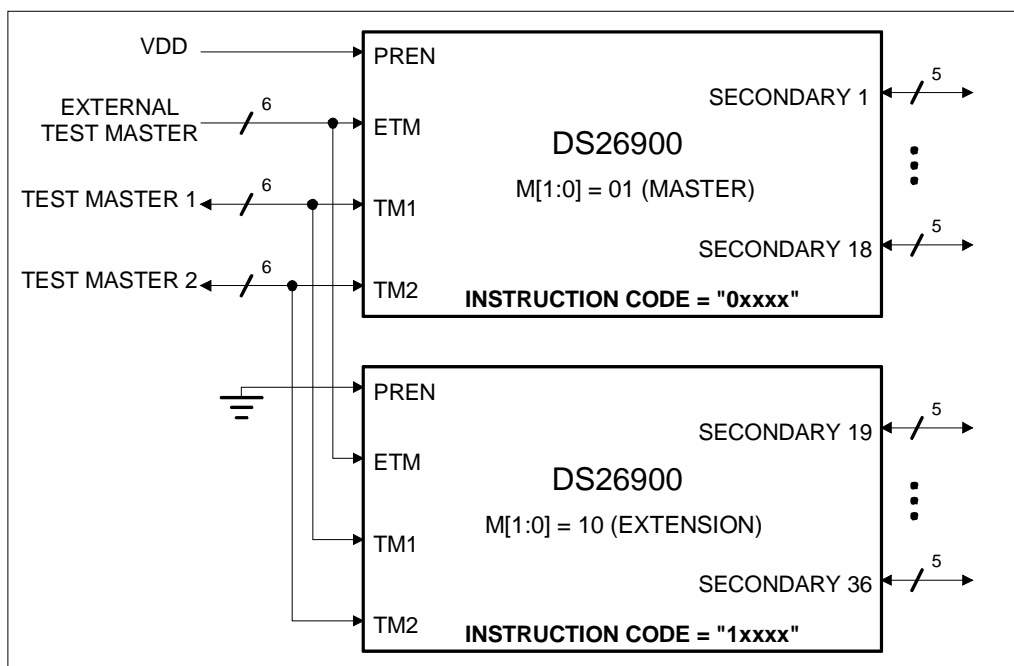 VDD
PREN
EXTERNAL
TEST MASTER
6
ETM
TEST MASTER 1
6
TM1
TEST MASTER 2
6
TM2
DS26900
M[1:0] = 01 (MASTER)
SECONDARY 1
5
SECONDARY 18
5
INSTRUCTION CODE = "0xxxx"
PREN
ETM
TM1
TM2
DS26900
M[1:0] = 10 (EXTENSION)
SECONDARY 19
5
SECONDARY 36
5
INSTRUCTION CODE = "1xxxx"